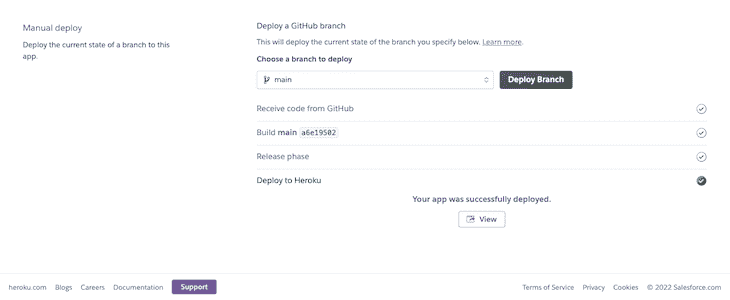 Manual deploy
Deploy the current state of a branch to this
app.
Deploy a GitHub branch
This will deploy the current state of the branch you specify below. Learn more.
Choose a branch to deploy
main
Deploy Branch
Receive code from GitHub
Build main a6e19502
Release phase
Deploy to Heroku
Your app was successfully deployed.
View
heroku.com Blogs Careers Documentation Support Terms of Service Privacy Cookies © 2022 Salesforce.com